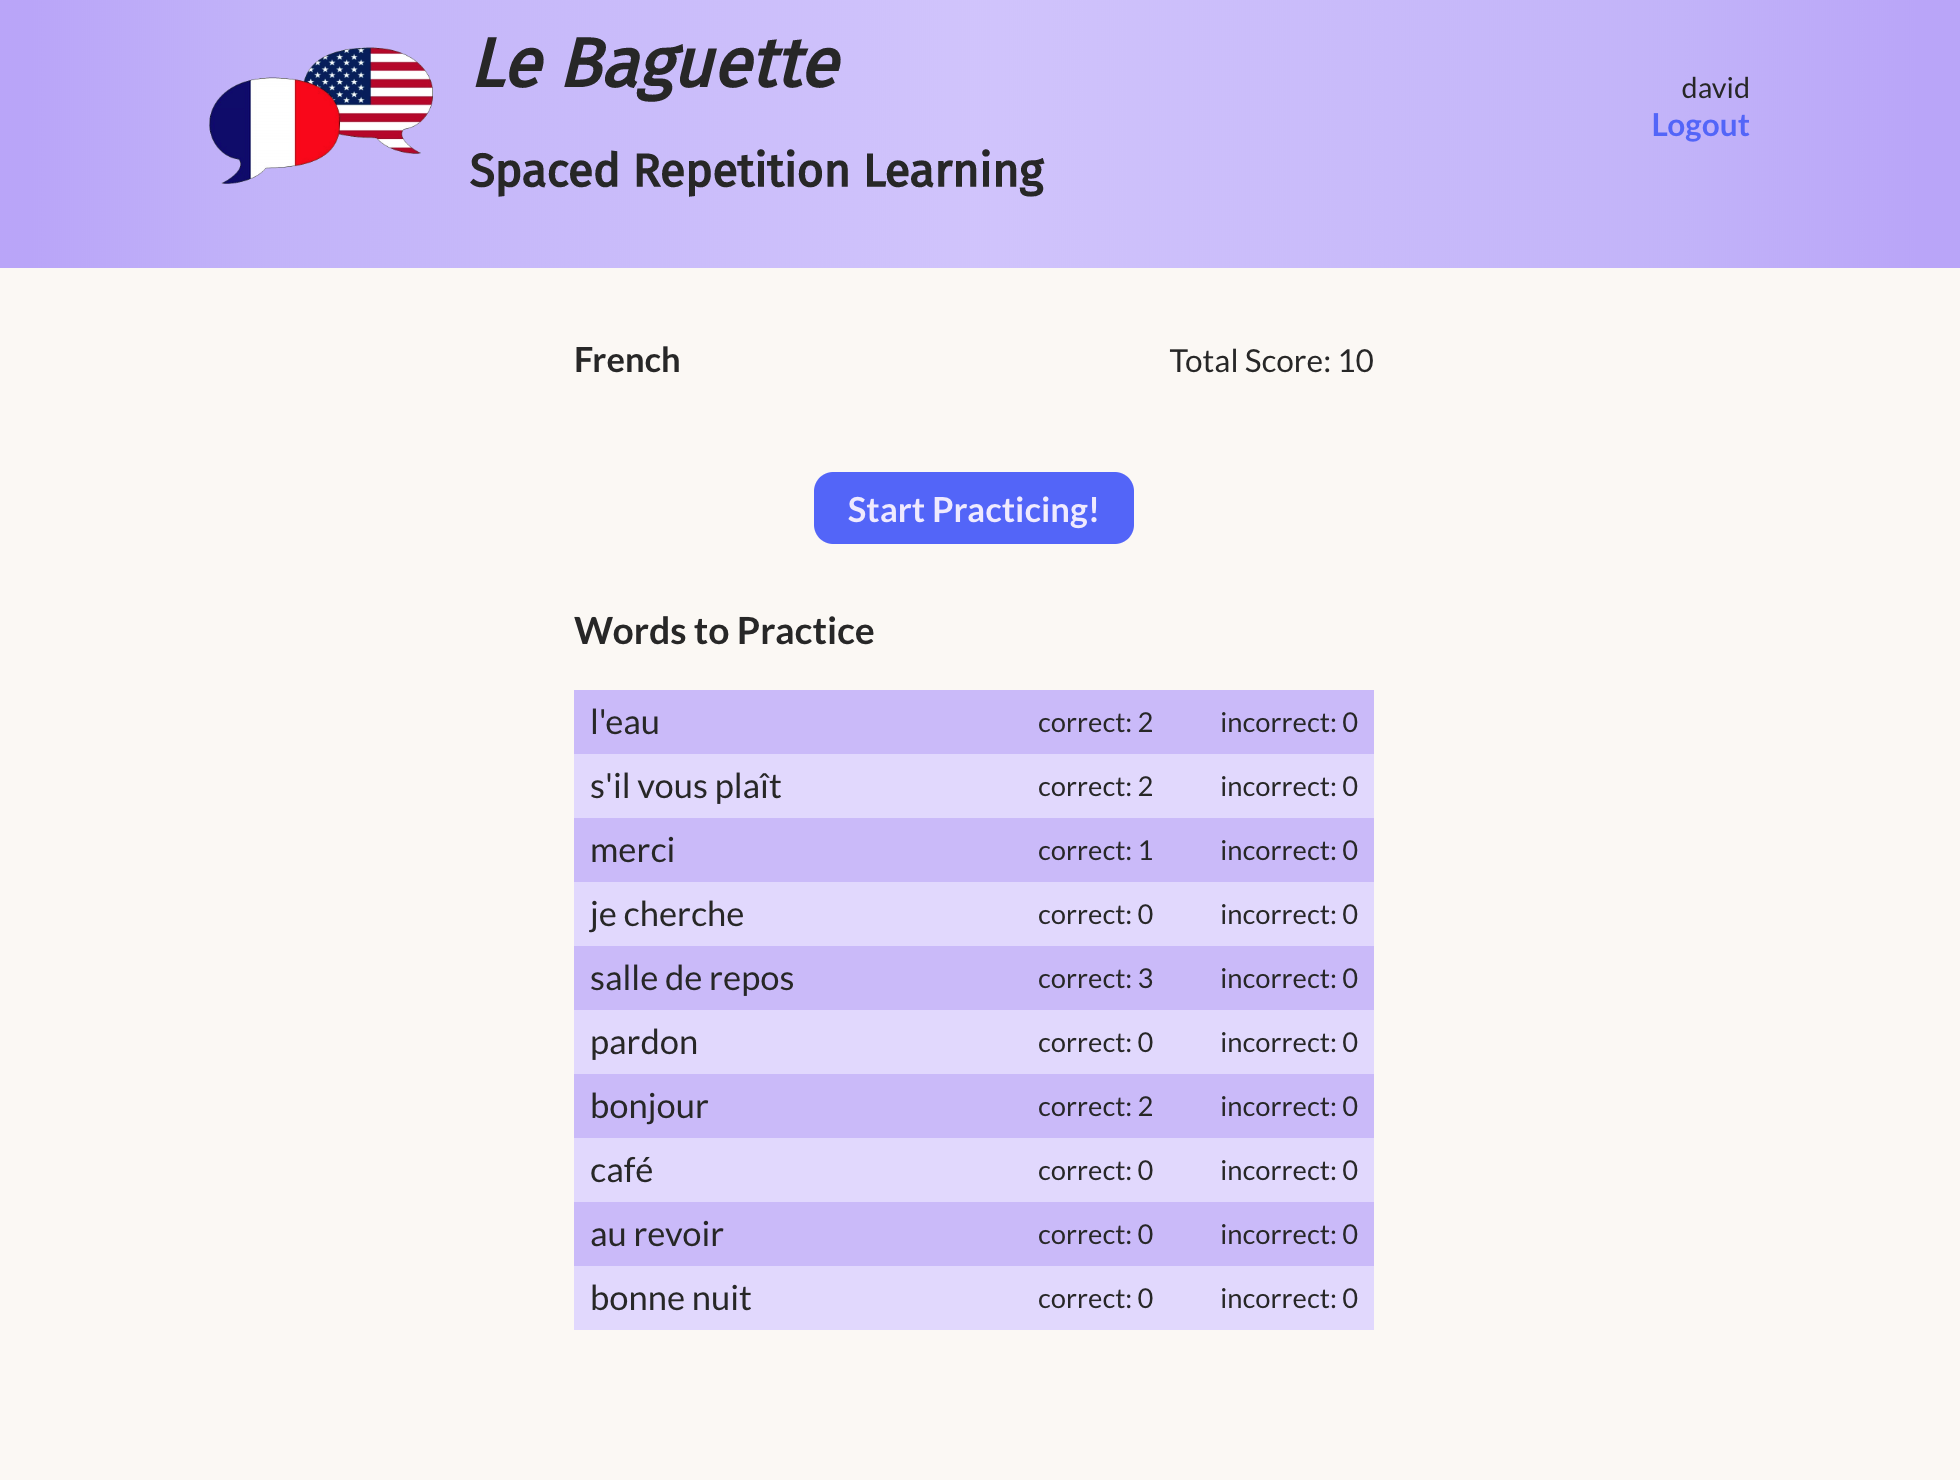 Le Baguette
Spaced Repetition Learning
david
Logout
French Total Score: 10
Start Practicing!
Words to Practice
l'eau correct: 2 incorrect: 0
s'il vous plaît correct: 2 incorrect: 0
merci correct: 1 incorrect: 0
je cherche correct: 0 incorrect: 0
salle de repos correct: 3 incorrect: 0
pardon correct: 0 incorrect: 0
bonjour correct: 2 incorrect: 0
café correct: 0 incorrect: 0
au revoir correct: 0 incorrect: 0
bonne nuit correct: 0 incorrect: 0